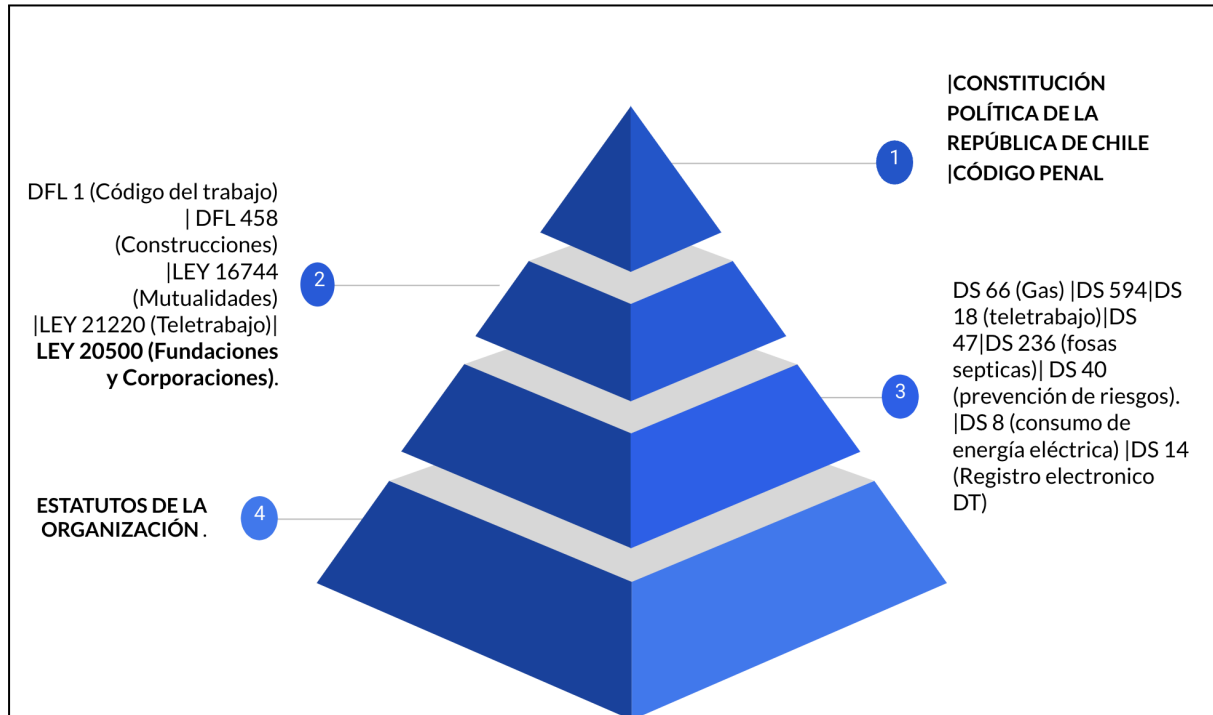 |CONSTITUCIÓN
POLÍTICA DE LA
REPÚBLICA DE CHILE
|CÓDIGO PENAL
1
DFL 1 (Código del trabajo)
| DFL 458
(Construcciones)
|LEY 16744
(Mutualidades)
|LEY 21220 (Teletrabajo)|
LEY 20500 (Fundaciones
y Corporaciones).
2
DS 66 (Gas) |DS 594|DS
18 (teletrabajo)|DS
47|DS 236 (fosas
septicas)| DS 40
(prevención de riesgos).
|DS 8 (consumo de
energía eléctrica) |DS 14
(Registro electronico
DT)
3
ESTATUTOS DE LA
ORGANIZACIÓN .
4